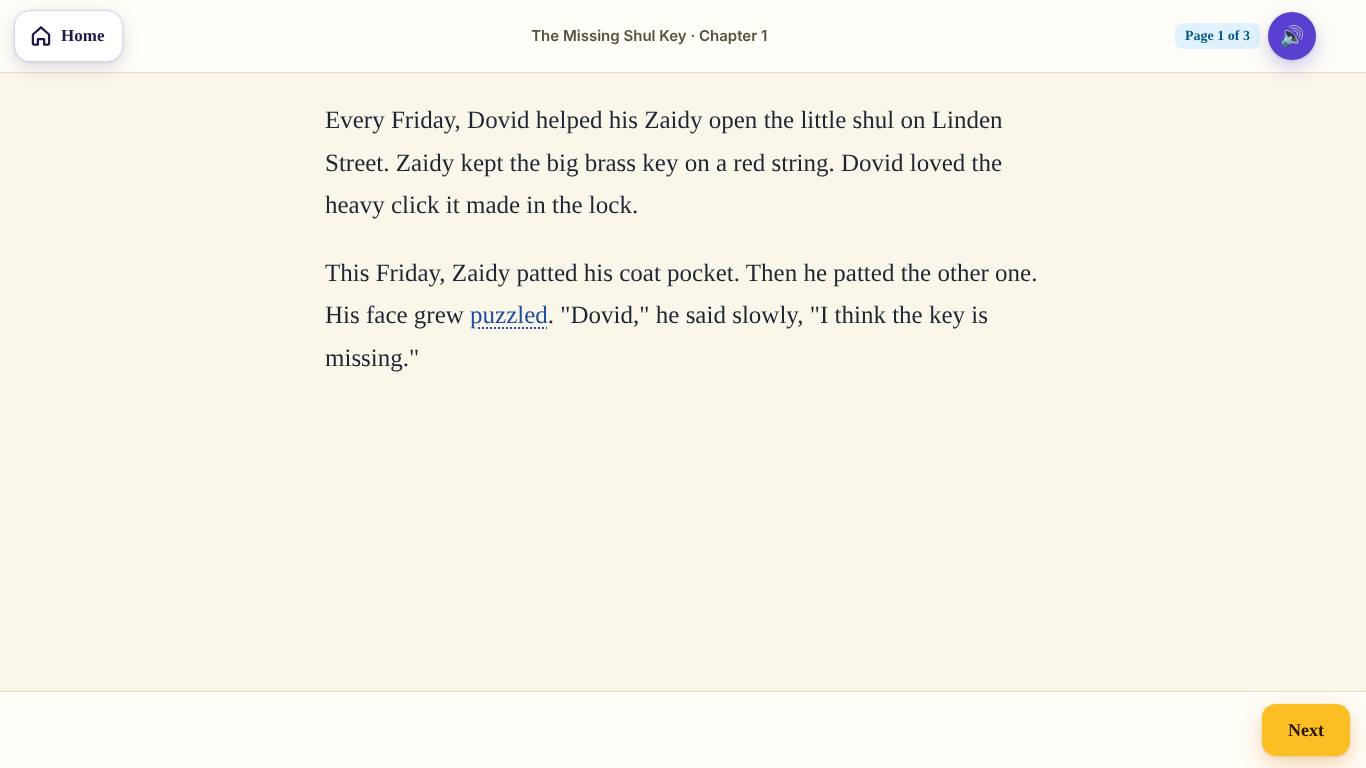 Home
The Missing Shul Key · Chapter 1
Page 1 of 3
Every Friday, Dovid helped his Zaidy open the little shul on Linden
Street. Zaidy kept the big brass key on a red string. Dovid loved the
heavy click it made in the lock.
This Friday, Zaidy patted his coat pocket. Then he patted the other one.
His face grew puzzled. "Dovid," he said slowly, "I think the key is
missing."
Next